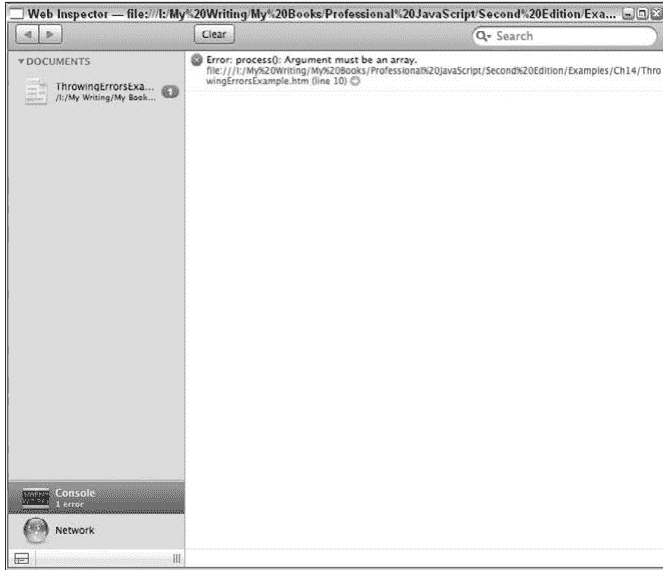 Web Inspector — file:///I:/My%20Writing/My%20Books/Professional%20JavaScript/Second%20Edition/Exa...
Clear
Search
DOCUMENTS
ThrowingErrorsExa...
/I:/My Writing/My Book...
1
Error: process(): Argument must be an array.
file:///I:/My%20Writing/My%20Books/Professional%20JavaScript/Second%20Edition/Examples/Ch14/Thro
wingErrorsExample.htm (line 10)
Console
1 error
Network